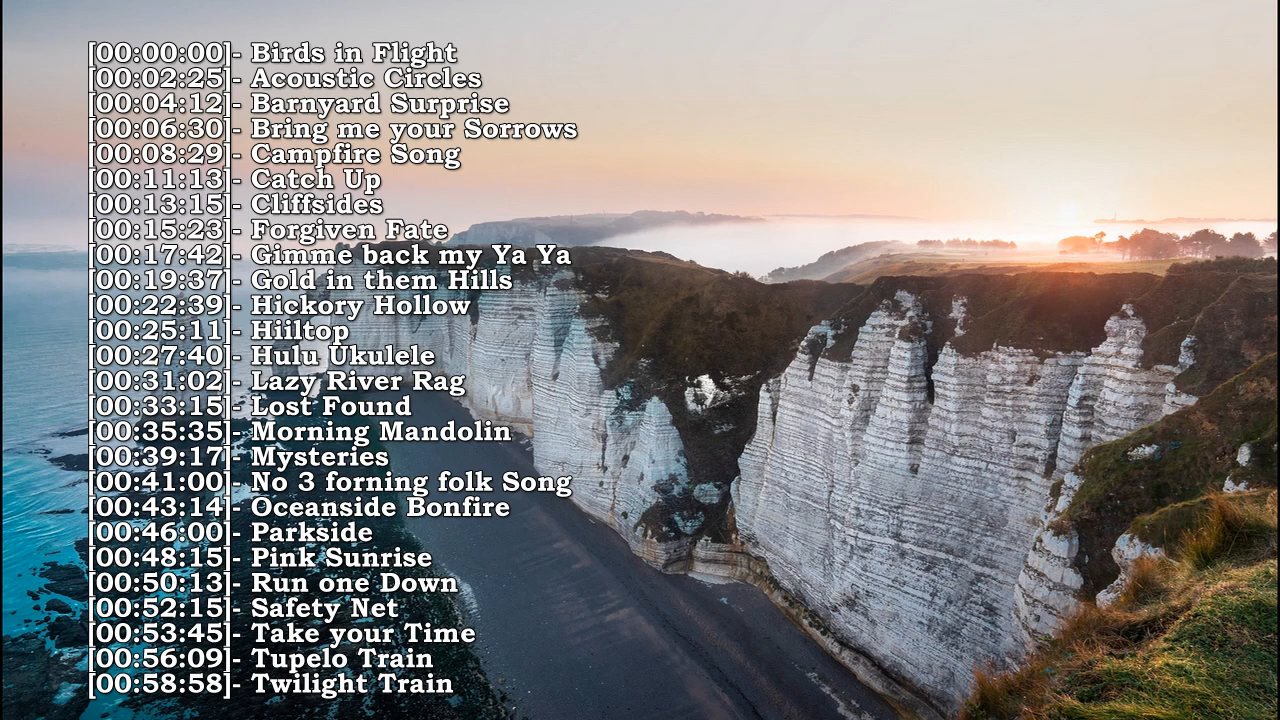 [00:00:00]- Birds in Flight
[00:02:25]- Acoustic Circles
[00:04:12]- Barnyard Surprise
[00:06:30]- Bring me your Sorrows
[00:08:29]- Campfire Song
[00:11:13]- Catch Up
[00:13:15]- Cliffsides
[00:15:23]- Forgiven Fate
[00:17:42]- Gimme back my Ya Ya
[00:19:37]- Gold in them Hills
[00:22:39]- Hickory Hollow
[00:25:11]- Hiiltop
[00:27:40]- Hulu Ukulele
[00:31:02]- Lazy River Rag
[00:33:15]- Lost Found
[00:35:35]- Morning Mandolin
[00:39:17]- Mysteries
[00:41:00]- No 3 forning folk Song
[00:43:14]- Oceanside Bonfire
[00:46:00]- Parkside
[00:48:15]- Pink Sunrise
[00:50:13]- Run one Down
[00:52:15]- Safety Net
[00:53:45]- Take your Time
[00:56:09]- Tupelo Train
[00:58:58]- Twilight Train